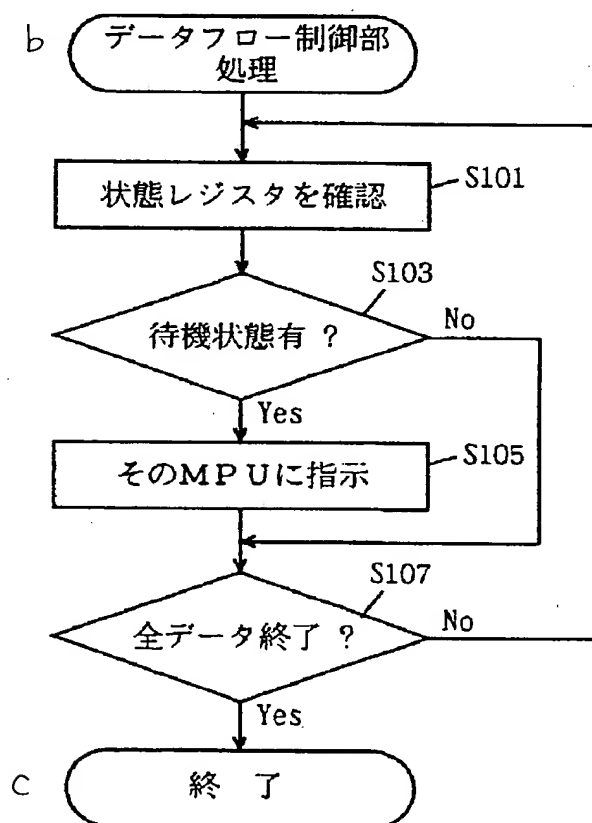 b
データフロー制御部
処理
状態レジスタを確認
S101
S103
待機状態有 ?
No
Yes
そのMPUに指示
S105
S107
全データ終了 ?
No
Yes
c
終 了